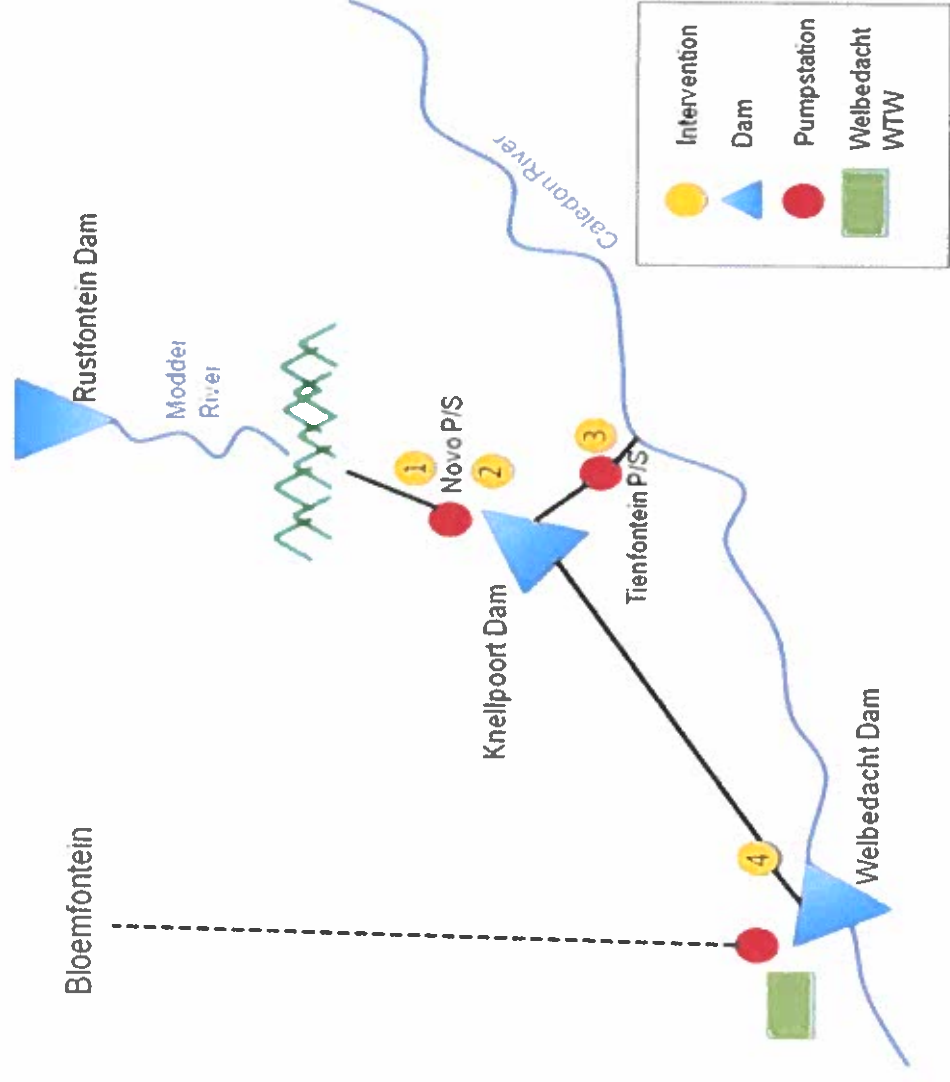 Bloemfontein
Rustfontein Dam
Modder
River
1
Novo P/S
2
Knellpoort Dam
3
Tienfontein P/S
Caledon River
4
Welbedacht Dam
Intervention
Dam
Pumpstation
Welbedacht
WTW